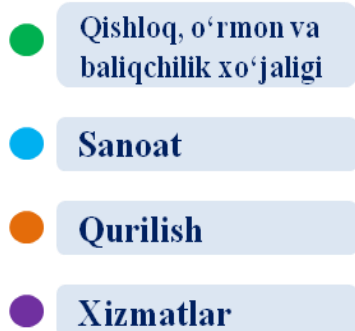 Qishloq, o‘rmon va
baliqchilik xo‘jaligi
Sanoat
Qurilish
Xizmatlar